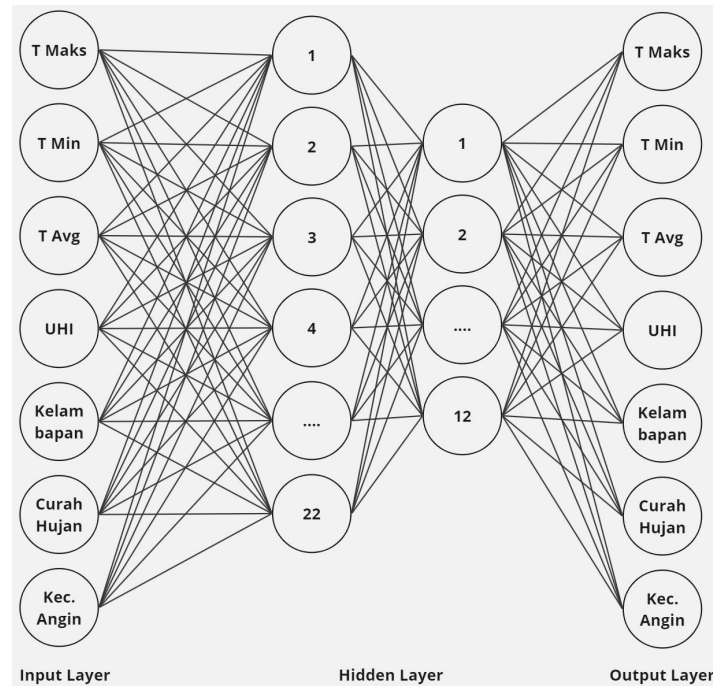 T Maks
T Min
T Avg
UHI
Kelam
bapan
Curah
Hujan
Kec.
Angin
1
2
3
4
....
22
1
2
....
12
T Maks
T Min
T Avg
UHI
Kelam
bapan
Curah
Hujan
Kec.
Angin
Input Layer
Hidden Layer
Output Layer